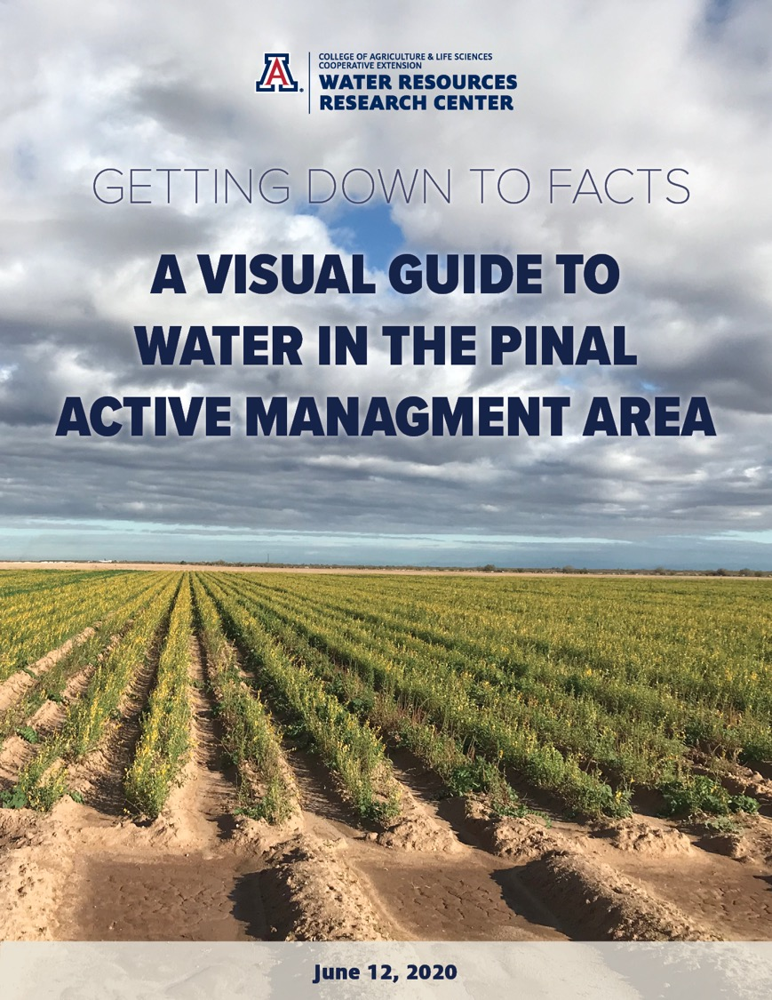 A
COLLEGE OF AGRICULTURE & LIFE SCIENCES
COOPERATIVE EXTENSION
WATER RESOURCES
RESEARCH CENTER
GETTING DOWN TO FACTS
A VISUAL GUIDE TO
WATER IN THE PINAL
ACTIVE MANAGMENT AREA
June 12, 2020